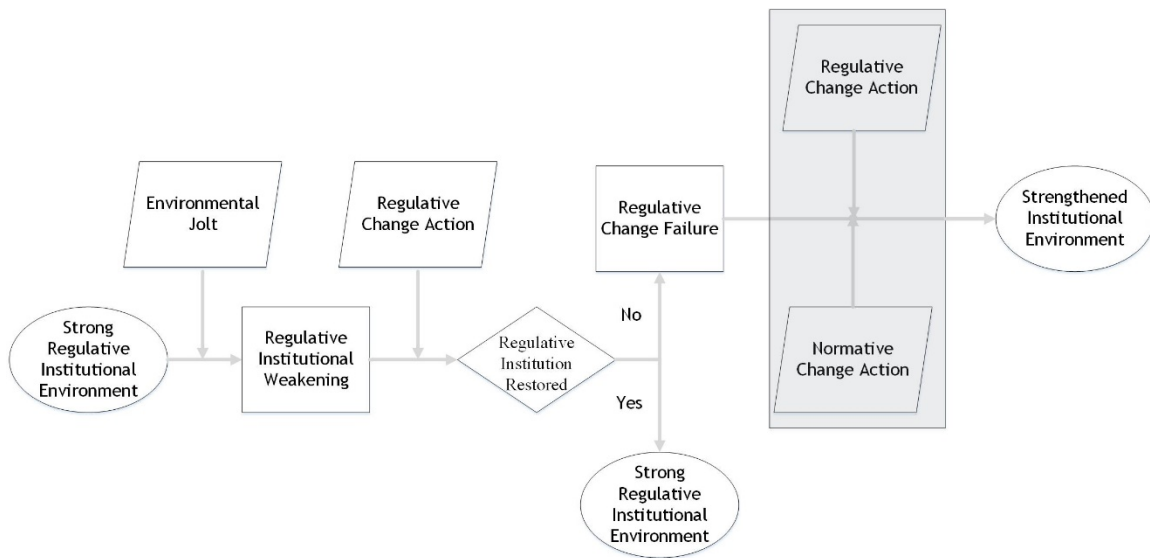 Environmental
Jolt
Regulative
Change Action
Regulative
Change Failure
Regulative
Change Action
Strengthened
Institutional
Environment
Strong
Regulative
Institutional
Environment
Regulative
Institutional
Weakening
Regulative
Institution
Restored
No
Yes
Normative
Change Action
Strong
Regulative
Institutional
Environment